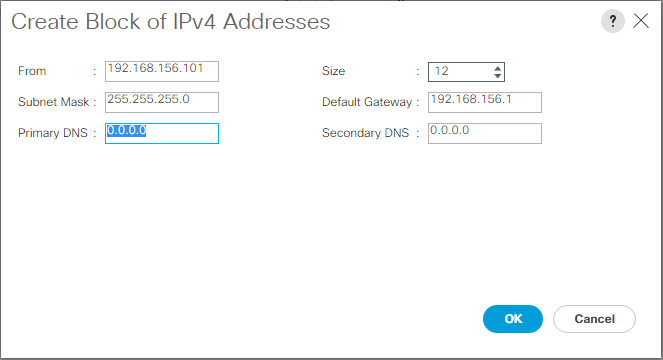 Create Block of IPv4 Addresses ?
From : 192.168.156.101 Size : 12
Subnet Mask : 255.255.255.0 Default Gateway : 192.168.156.1
Primary DNS : 0.0.0.0 Secondary DNS : 0.0.0.0
OK Cancel